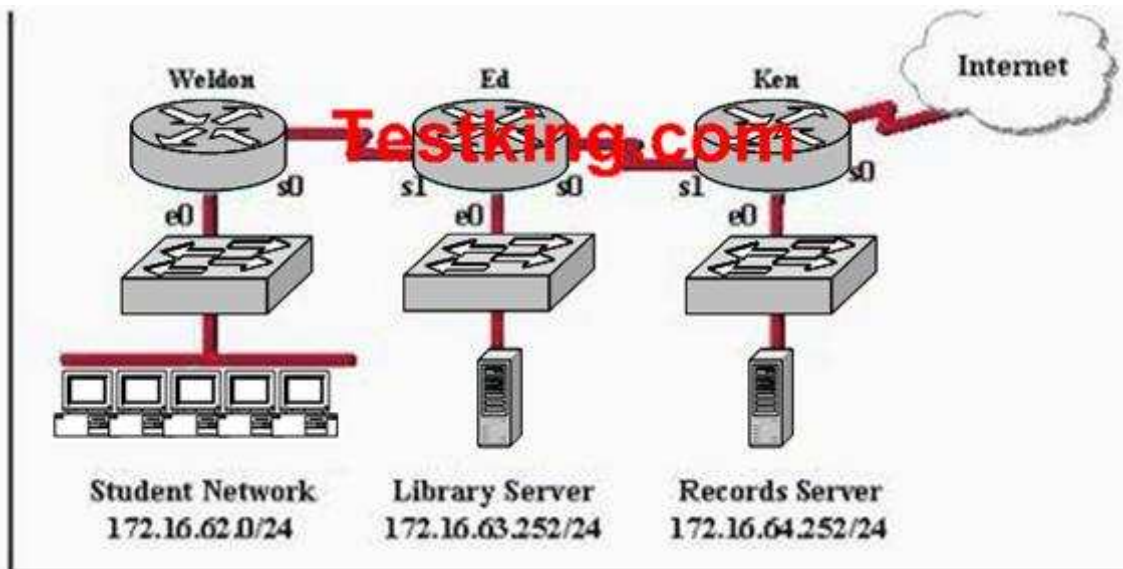 Internet
Weldon
Ed
Ken
Testking.com
s0
s1
s0
s1
s0
e0
e0
e0
Student Network
172.16.62.0/24
Library Server
172.16.63.252/24
Records Server
172.16.64.252/24